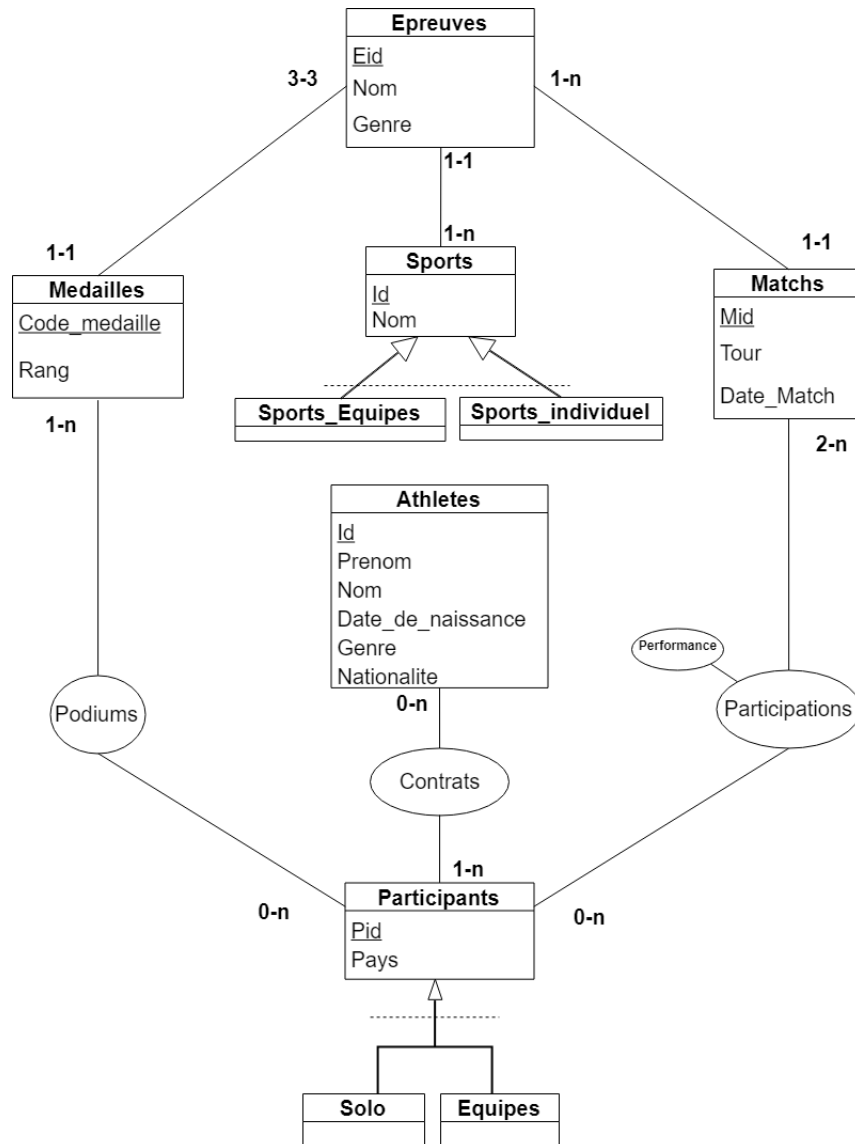 Epreuves
Eid
Nom
Genre
3-3
1-n
1-1
1-n
1-1
1-1
Medailles
Code_medaille
Rang
1-n
Sports
Id
Nom
Sports_Equipes
Sports_individuel
Matchs
Mid
Tour
Date_Match
2-n
Athletes
Id
Prenom
Nom
Date_de_naissance
Genre
Nationalite
0-n
Performance
Podiums
Contrats
Participations
0-n
1-n
0-n
Participants
Pid
Pays
Solo
Equipes